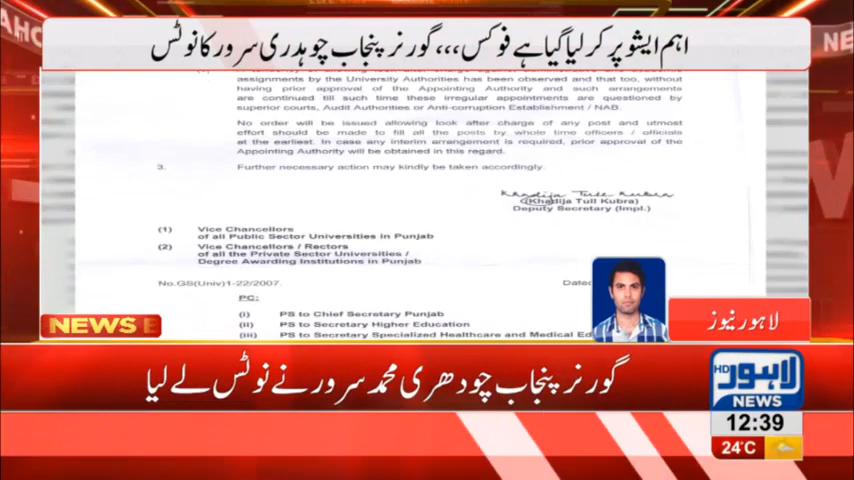 اہم ایشو پر کر لیا گیا ہے فوکس،،، گورنر پنجاب چوہدری سرور کا نوٹس
assignments by the University Authorities has been observed and that too, without
having prior approval of the Appointing Authority and such arrangements
are continued till such time these irregular appointments are questioned by
superior courts, Audit Authorities or Anti-corruption Establishment / NAB.
No order will be issued allowing look after charge of any post and utmost
effort should be made to fill all the posts by whole time officers / officials
at the earliest. In case any interim arrangement is required, prior approval of the
Appointing Authority will be obtained in this regard.
3. Further necessary action may kindly be taken accordingly.
Khadija Tull Kubra
(Khadija Tull Kubra)
Deputy Secretary (Impl.)
(1) Vice Chancellors
of all Public Sector Universities in Punjab
(2) Vice Chancellors / Rectors
of all the Private Sector Universities /
Degree Awarding Institutions in Punjab
No.GS(Univ)1-22/2007.
PC:
(i) PS to Chief Secretary Punjab
(ii) PS to Secretary Higher Education
(iii) PS to Secretary Specialized Healthcare and Medical
لاہور نیوز
NEWS
گورنر پنجاب چودھری محمد سرور نے نوٹس لے لیا
HD لاہور
NEWS
12:39
24°C